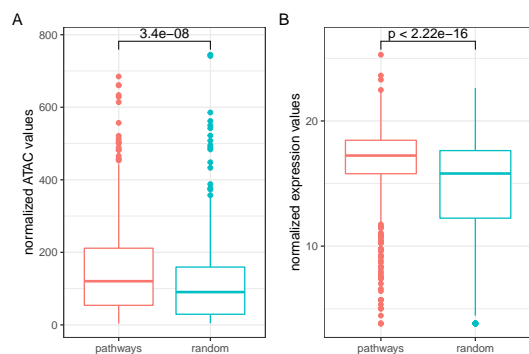 A
3.4e−08
normalized ATAC values
800
600
400
200
0
pathways
random
B
p < 2.22e−16
normalized expression values
20
10
pathways
random